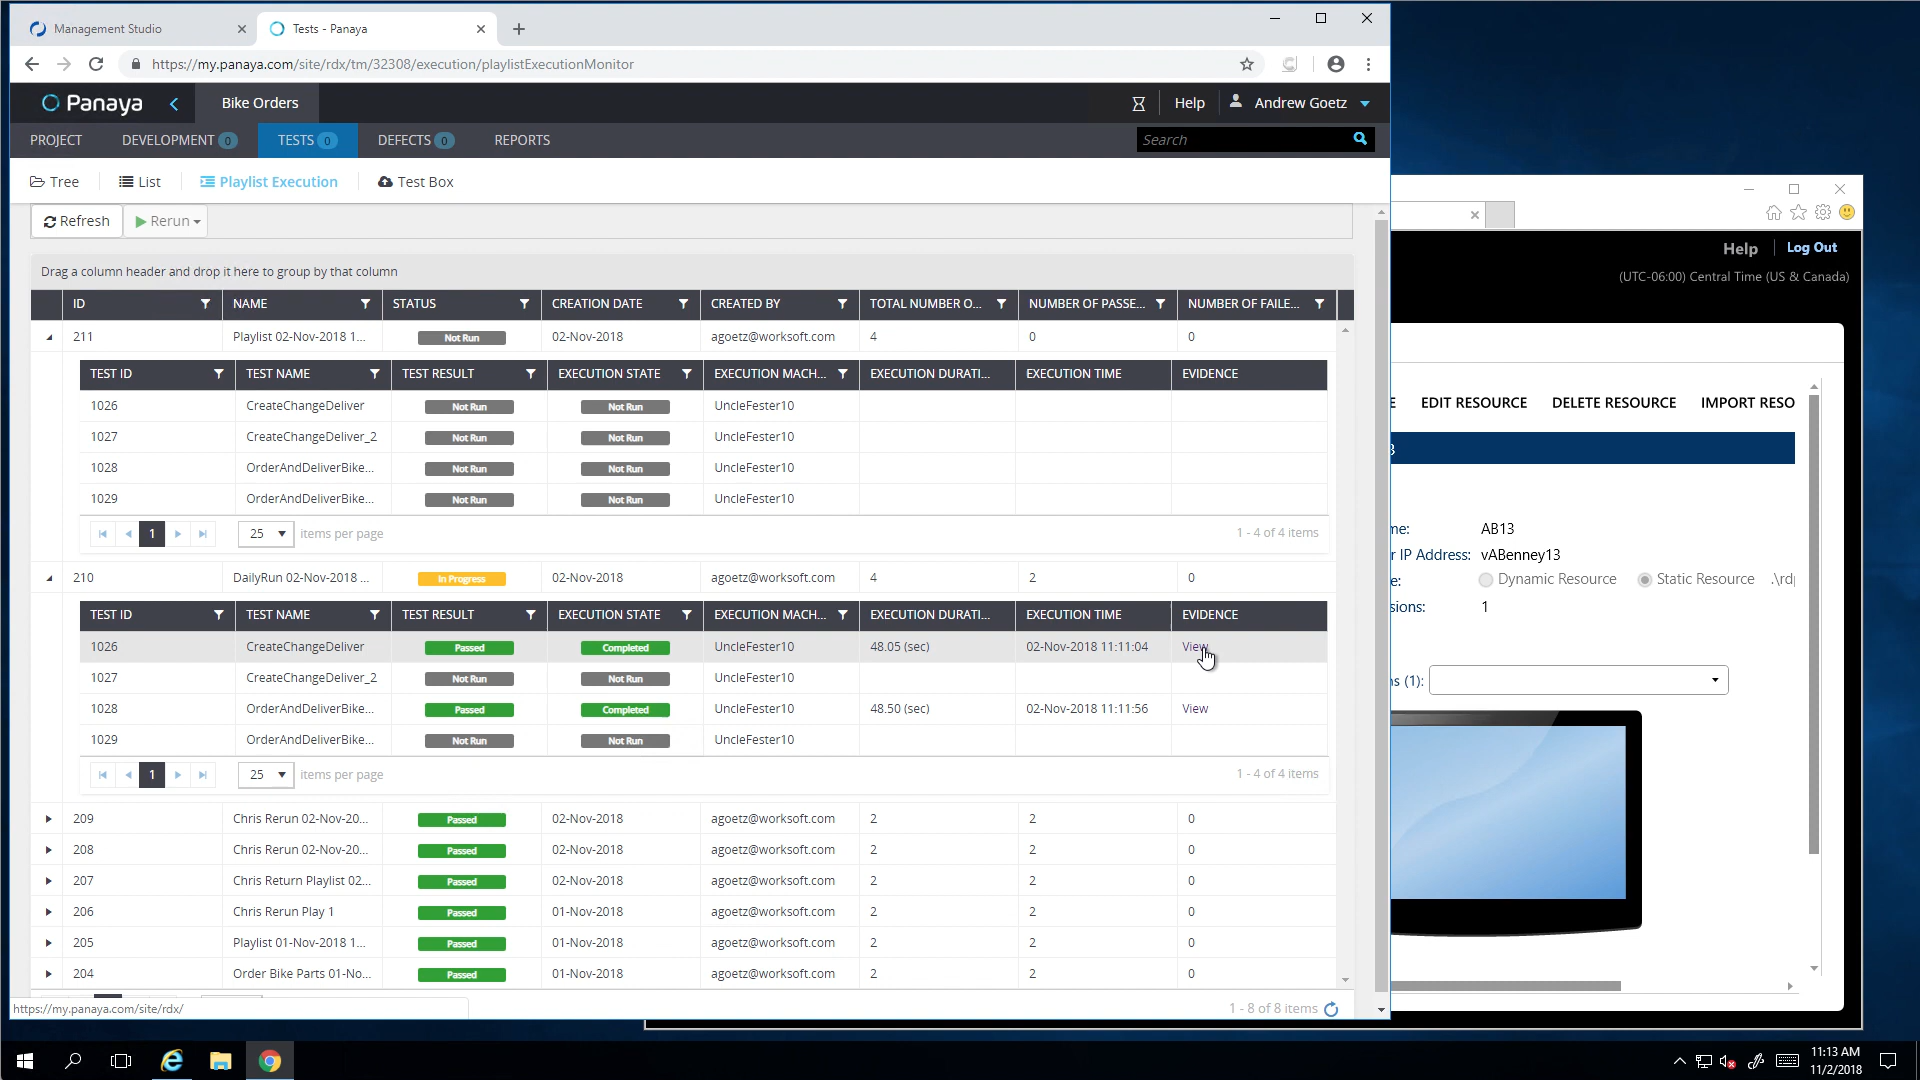 Management Studio
Tests - Panaya
https://my.panaya.com/site/rdx/tm/32308/execution/playlistExecutionMonitor
Panaya
Bike Orders
Help
Andrew Goetz
PROJECT
DEVELOPMENT 0
TESTS 0
DEFECTS 0
REPORTS
Search
Tree
List
Playlist Execution
Test Box
Refresh
Rerun
Drag a column header and drop it here to group by that column
ID NAME STATUS CREATION DATE CREATED BY TOTAL NUMBER O... NUMBER OF PASSE... NUMBER OF FAILE...
211 Playlist 02-Nov-2018 1... Not Run 02-Nov-2018 agoetz@worksoft.com 4 0 0
TEST ID TEST NAME TEST RESULT EXECUTION STATE EXECUTION MACH... EXECUTION DURATI... EXECUTION TIME EVIDENCE
1026 CreateChangeDeliver Not Run Not Run UncleFester10
1027 CreateChangeDeliver_2 Not Run Not Run UncleFester10
1028 OrderAndDeliverBike... Not Run Not Run UncleFester10
1029 OrderAndDeliverBike... Not Run Not Run UncleFester10
1 25 items per page 1 - 4 of 4 items
210 DailyRun 02-Nov-2018 ... In Progress 02-Nov-2018 agoetz@worksoft.com 4 2 0
TEST ID TEST NAME TEST RESULT EXECUTION STATE EXECUTION MACH... EXECUTION DURATI... EXECUTION TIME EVIDENCE
1026 CreateChangeDeliver Passed Completed UncleFester10 48.05 (sec) 02-Nov-2018 11:11:04 View
1027 CreateChangeDeliver_2 Not Run Not Run UncleFester10
1028 OrderAndDeliverBike... Passed Completed UncleFester10 48.50 (sec) 02-Nov-2018 11:11:56 View
1029 OrderAndDeliverBike... Not Run Not Run UncleFester10
1 25 items per page 1 - 4 of 4 items
209 Chris Rerun 02-Nov-20... Passed 02-Nov-2018 agoetz@worksoft.com 2 2 0
208 Chris Rerun 02-Nov-20... Passed 02-Nov-2018 agoetz@worksoft.com 2 2 0
207 Chris Return Playlist 02... Passed 02-Nov-2018 agoetz@worksoft.com 2 2 0
206 Chris Rerun Play 1 Passed 01-Nov-2018 agoetz@worksoft.com 2 2 0
205 Playlist 01-Nov-2018 1... Passed 01-Nov-2018 agoetz@worksoft.com 2 2 0
204 Order Bike Parts 01-No... Passed 01-Nov-2018 agoetz@worksoft.com 2 2 0
https://my.panaya.com/site/rdx/
1 - 8 of 8 items
Help
Log Out
(UTC-06:00) Central Time (US & Canada)
E EDIT RESOURCE DELETE RESOURCE IMPORT RESO
3
me: AB13
r IP Address: vABenney13
e: Dynamic Resource Static Resource .\rd
sions: 1
ns (1):
11:13 AM
11/2/2018